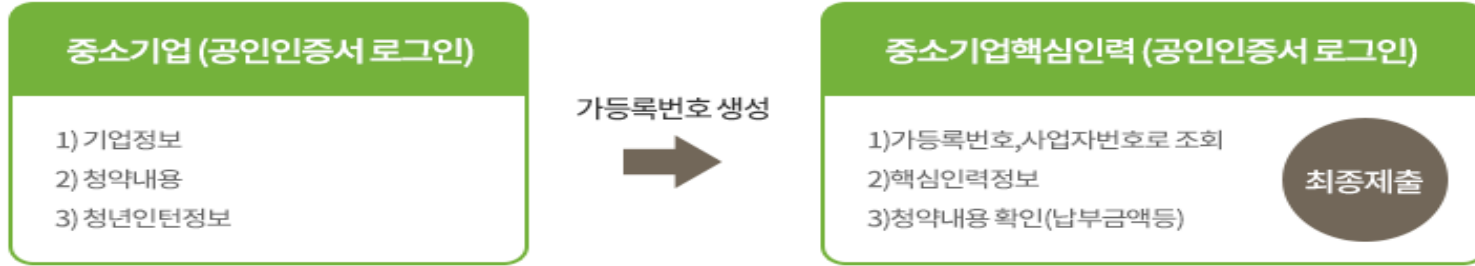 중소기업 (공인인증서 로그인)
1) 기업정보
2) 청약내용
3) 청년인턴정보
가등록번호 생성
중소기업핵심인력 (공인인증서 로그인)
1)가등록번호,사업자번호로 조회
2)핵심인력정보
3)청약내용 확인(납부금액등)
최종제출